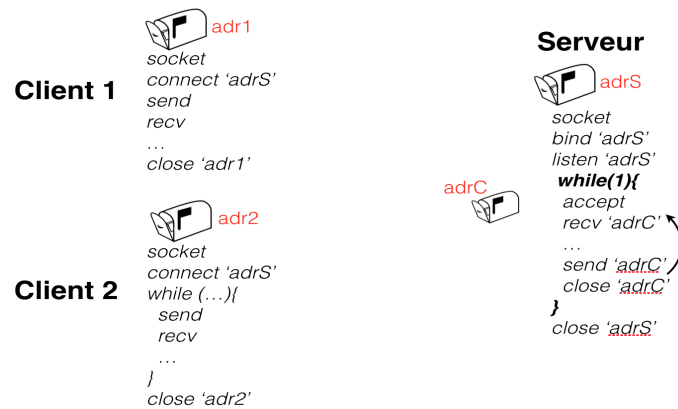 adr1
Client 1
socket
connect ‘adrS’
send
recv
…
close ‘adr1’
adr2
Client 2
socket
connect ‘adrS’
while (…){
send
recv
…
}
close ‘adr2’
adrC
Serveur
adrS
socket
bind ‘adrS’
listen ‘adrS’
while(1){
accept
recv ‘adrC’
…
send ‘adrC’
close ‘adrC’
}
close ‘adrS’